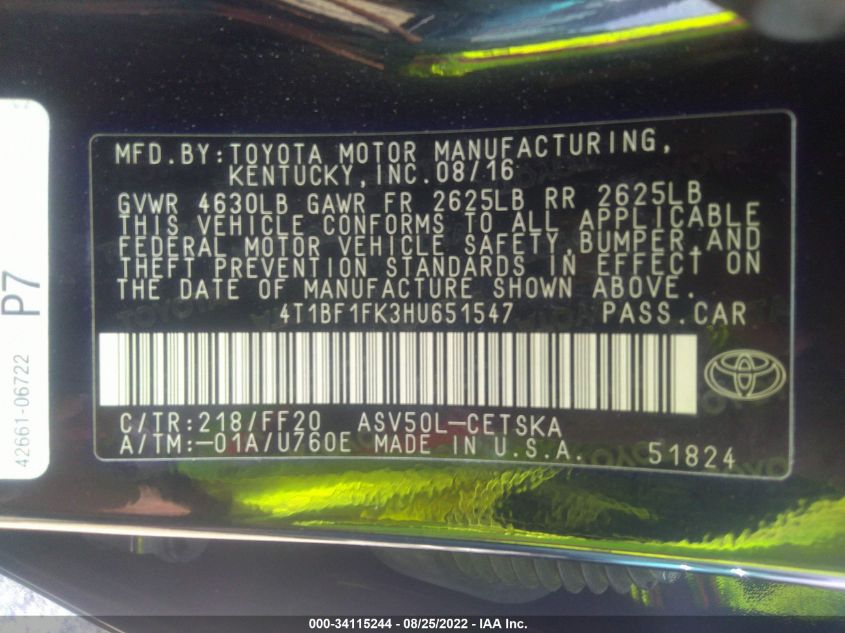 MFD.BY:TOYOTA MOTOR MANUFACTURING,
KENTUCKY,INC.08/16
GVWR 4630LB GAWR FR 2625LB RR 2625LB
THIS VEHICLE CONFORMS TO ALL APPLICABLE
FEDERAL MOTOR VEHICLE SAFETY,BUMPER,AND
THEFT PREVENTION STANDARDS IN EFFECT ON
THE DATE OF MANUFACTURE SHOWN ABOVE.
4T1BF1FK3HU651547 PASS.CAR
C/TR:218/FF20 ASV50L-CETSKA
A/TM:-01A/U760E MADE IN U.S.A. 51824
P7
42661-06722
000-34115244 - 08/25/2022 - IAA Inc.